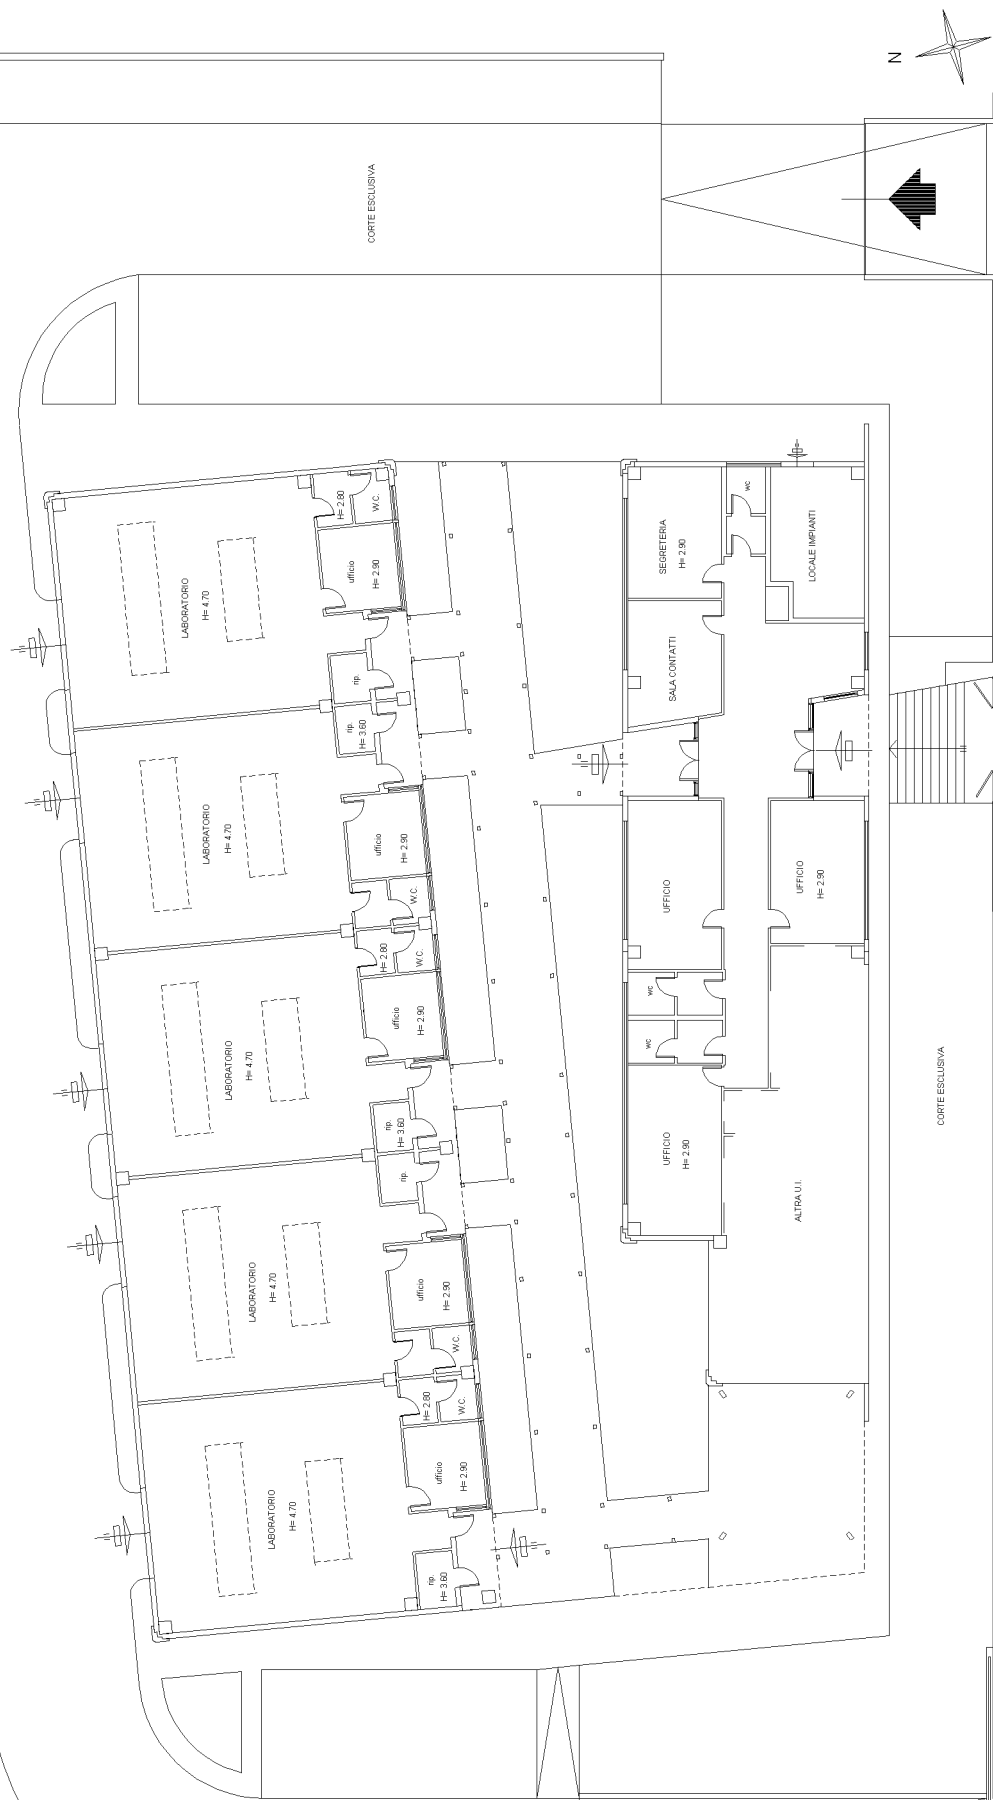 N
CORTE ESCLUSIVA
LABORATORIO
H= 4.70
H= 2.80
W.C.
ufficio
H= 2.90
rip.
SEGRETERIA
H= 2.90
wc
LOCALE IMPIANTI
SALA CONTATTI
rip.
H= 3.60
LABORATORIO
H= 4.70
ufficio
H= 2.90
W.C.
UFFICIO
UFFICIO
H= 2.90
H= 2.80
W.C.
LABORATORIO
H= 4.70
ufficio
H= 2.90
wc
wc
rip.
H= 3.60
rip.
UFFICIO
H= 2.90
ALTRA U.I.
CORTE ESCLUSIVA
LABORATORIO
H= 4.70
ufficio
H= 2.90
W.C.
H= 2.80
W.C.
LABORATORIO
H= 4.70
ufficio
H= 2.90
rip.
H= 3.60